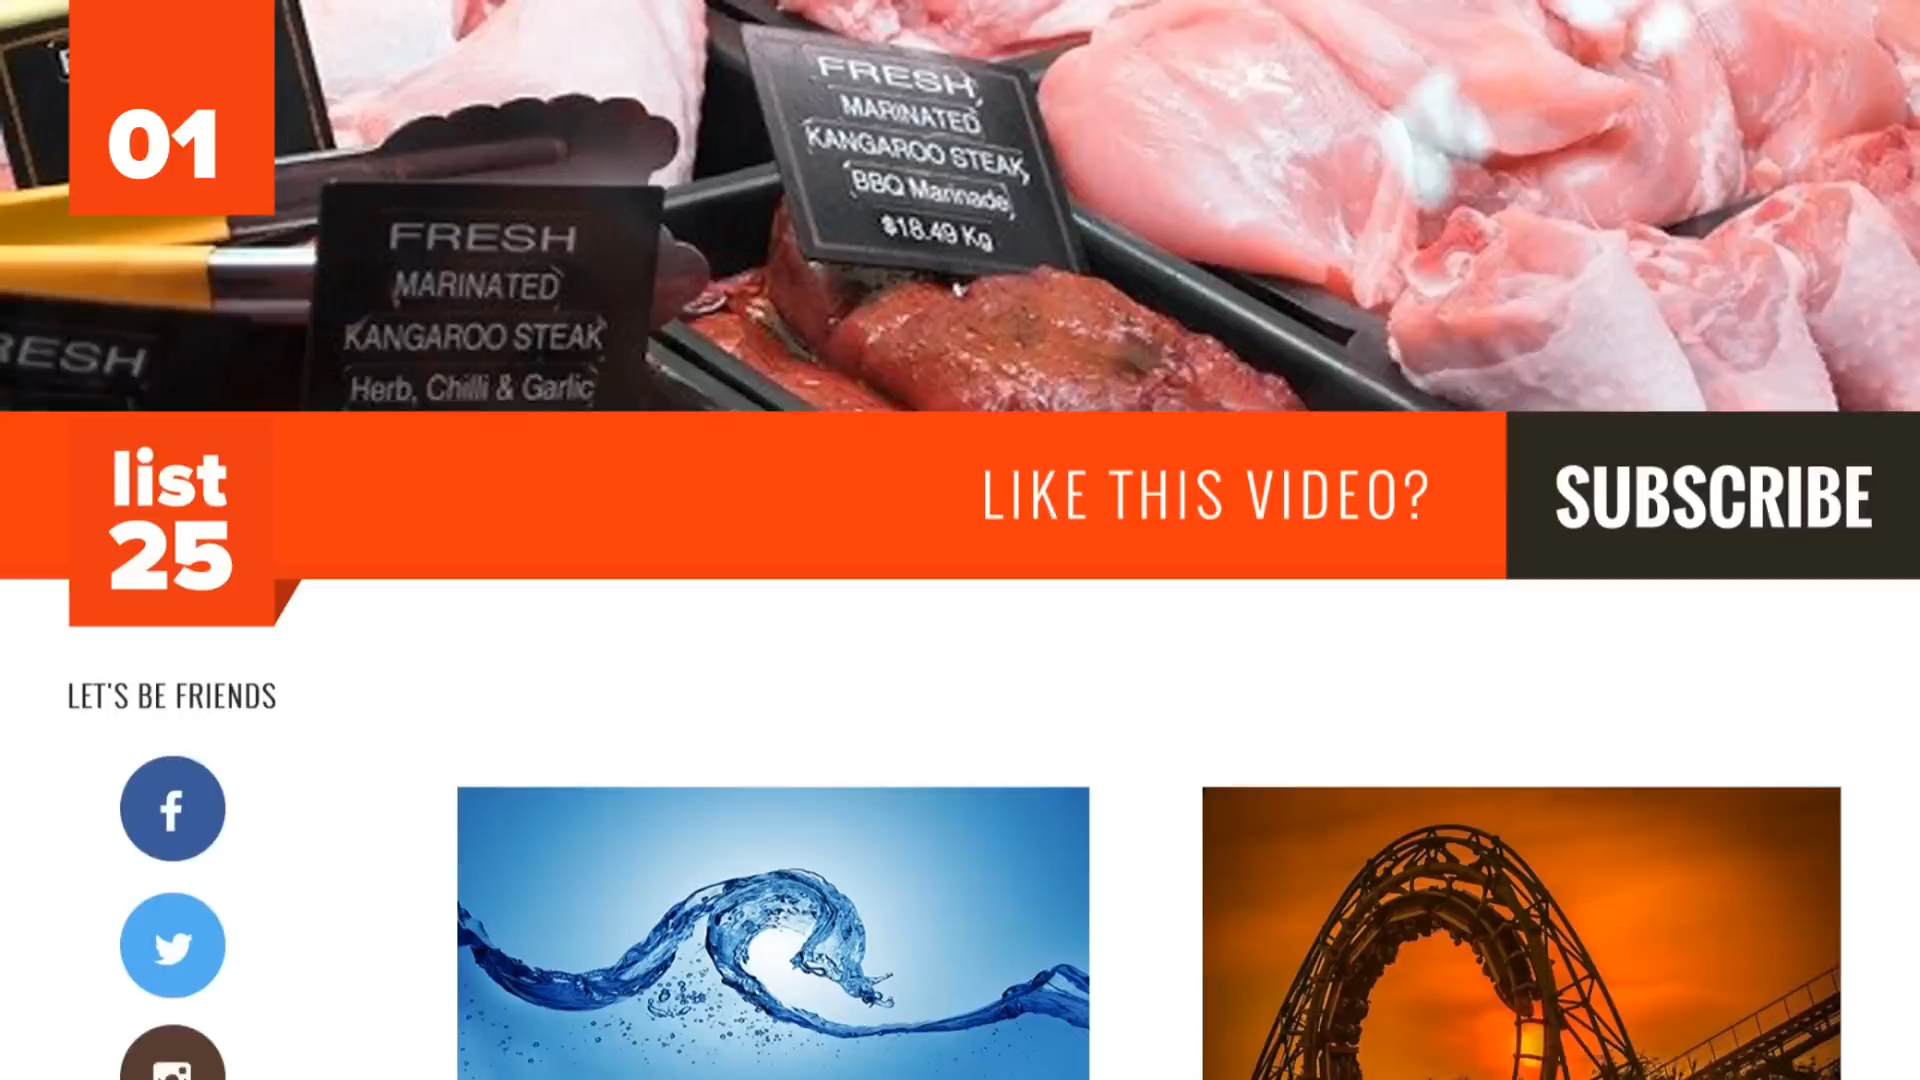 01
FRESH
MARINATED
KANGAROO STEAK
BBQ Marinade
$18.49 Kg
FRESH
MARINATED
KANGAROO STEAK
Herb, Chilli & Garlic
RESH
list
25
LIKE THIS VIDEO?
SUBSCRIBE
LET'S BE FRIENDS